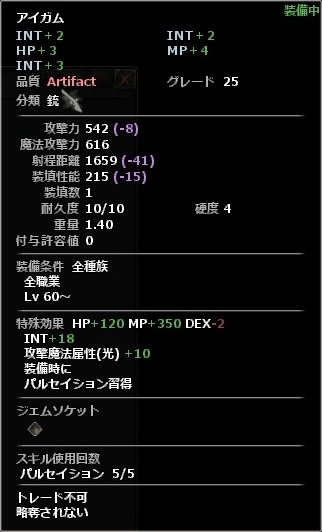 装備中
アイガム
INT+2 INT+2
HP+3 MP+4
INT+3
品質 Artifact グレード 25
分類 銃
攻撃力 542 (-8)
魔法攻撃力 616
射程距離 1659 (-41)
装填性能 215 (-15)
装填数 1
耐久度 10/10 硬度 4
重量 1.40
付与許容値 0
装備条件 全種族
全職業
Lv 60～
特殊効果 HP+120 MP+350 DEX-2
INT+18
攻撃魔法属性(光) +10
装備時に
パルセイション習得
ジェムソケット
スキル使用回数
パルセイション 5/5
トレード不可
略奪されない